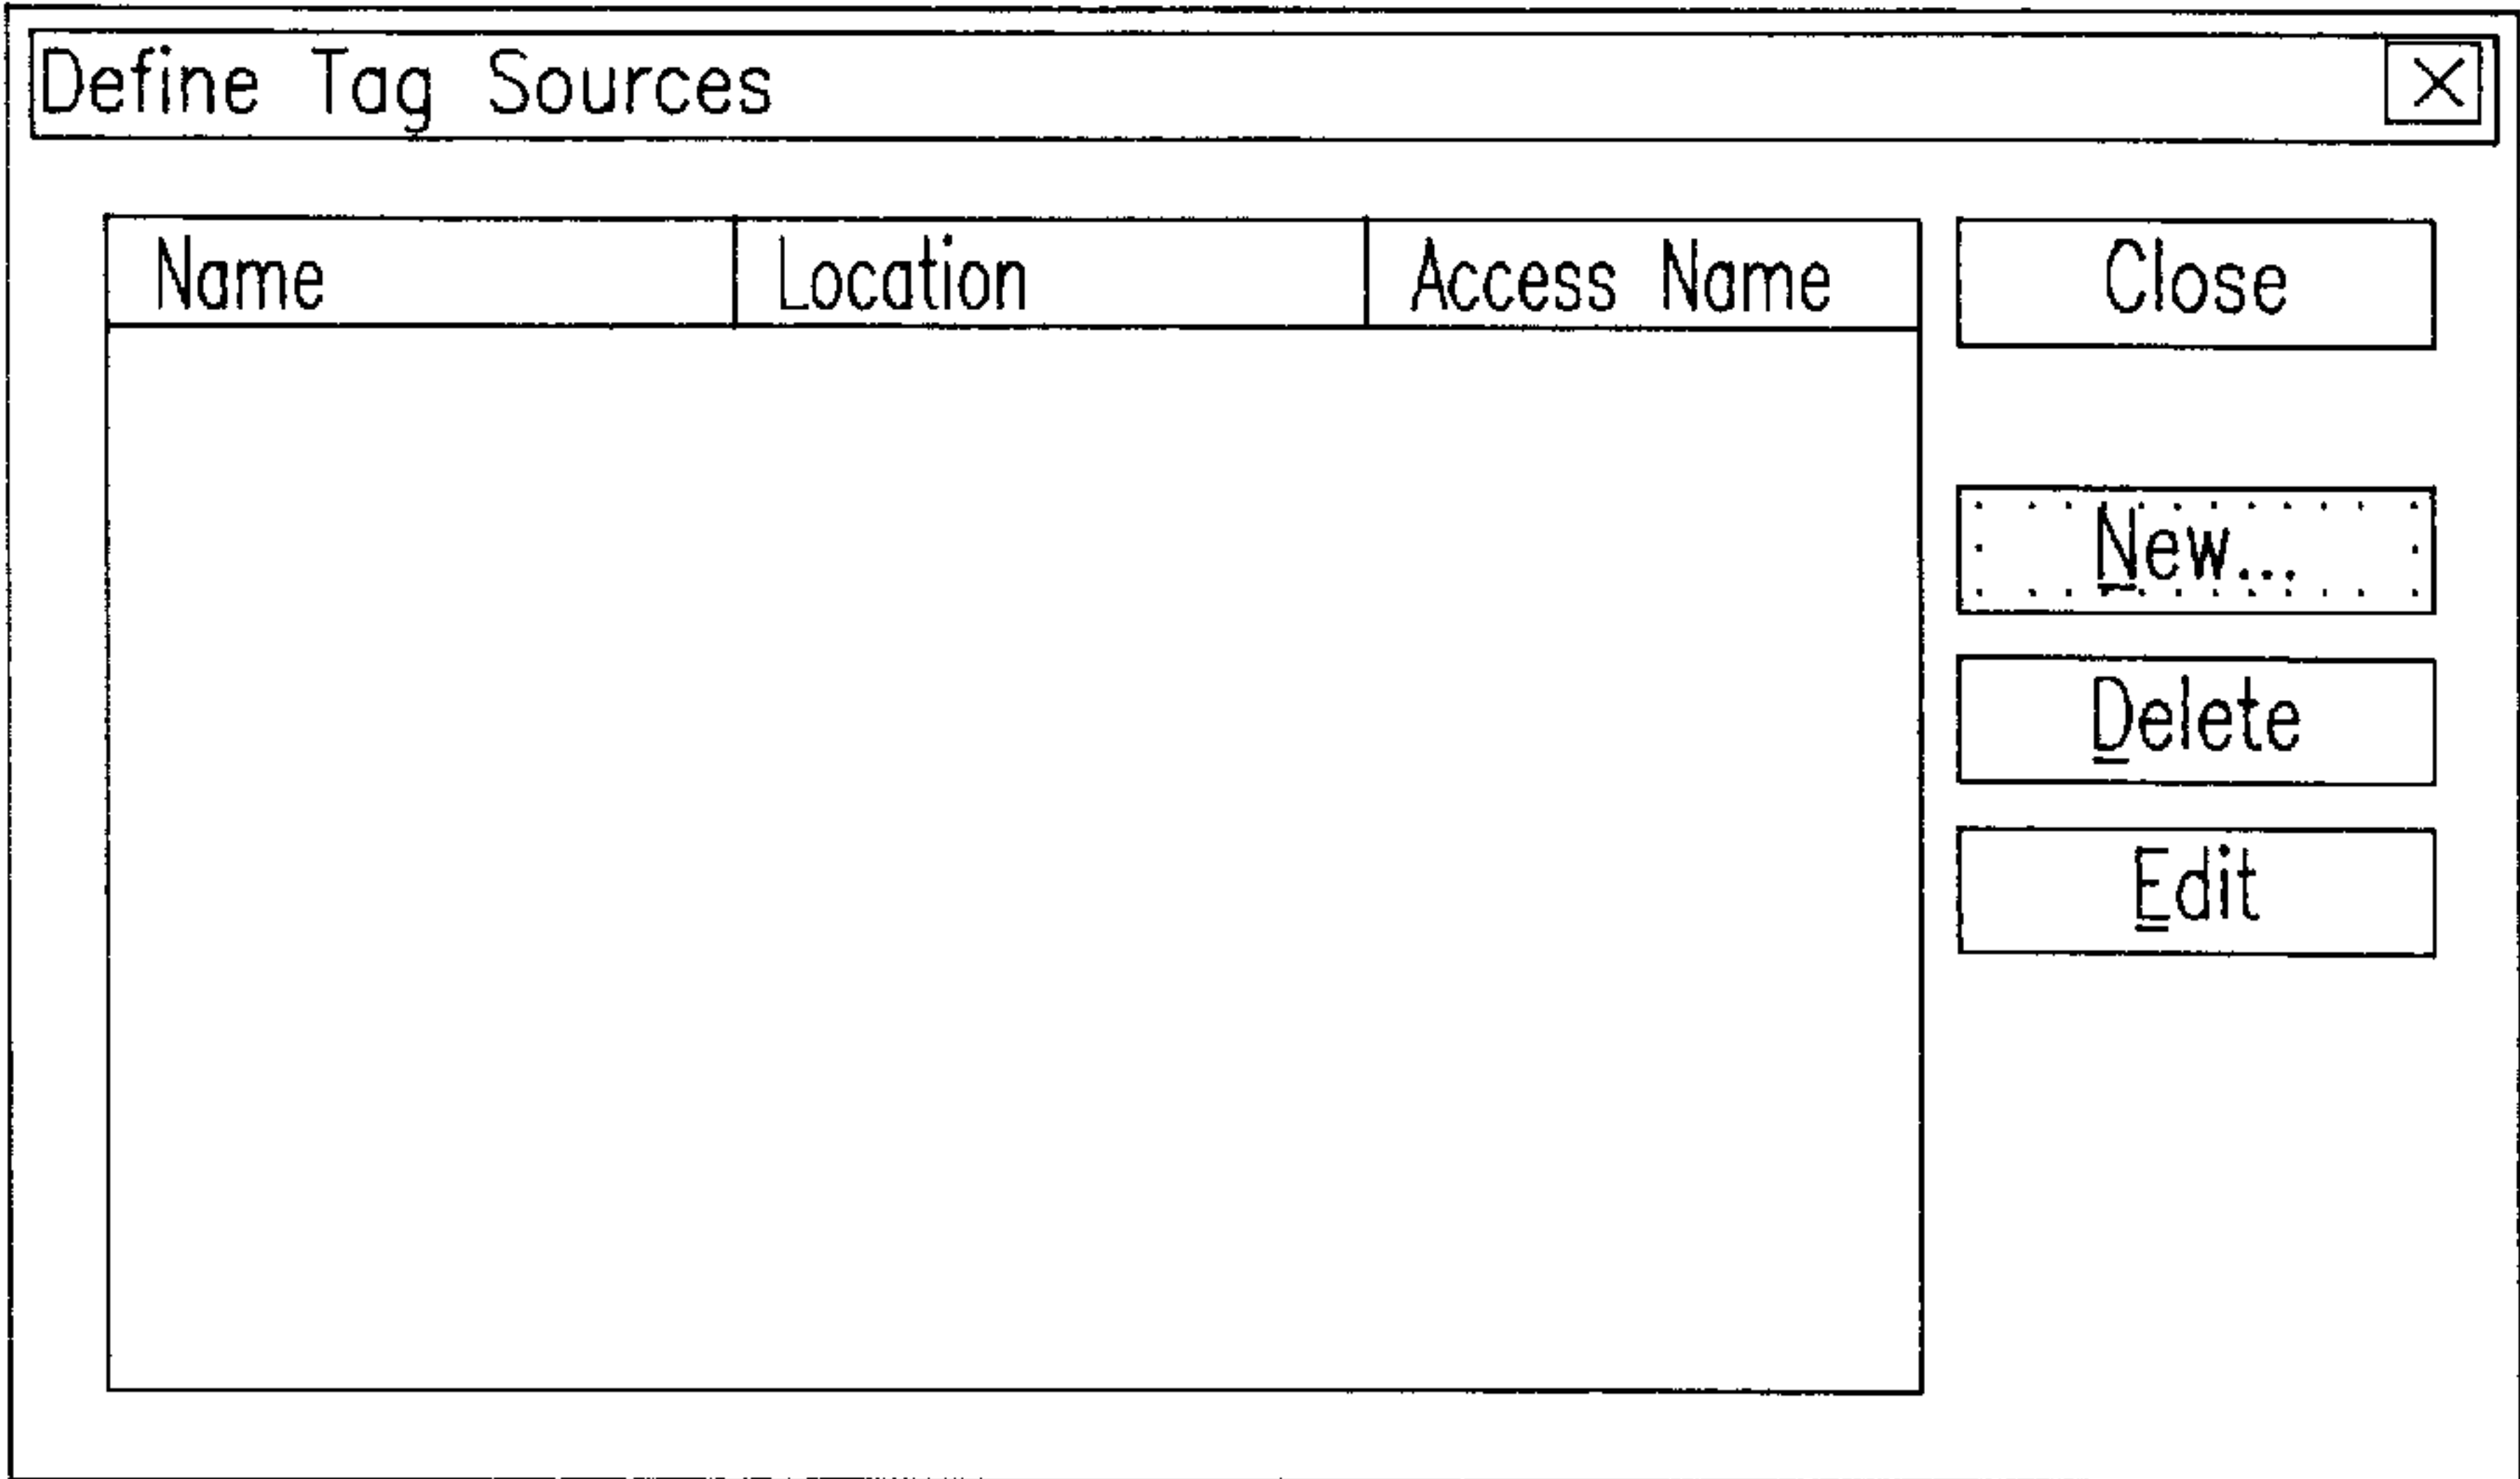 Define Tag Sources
Name Location Access Name
Close
New...
Delete
Edit